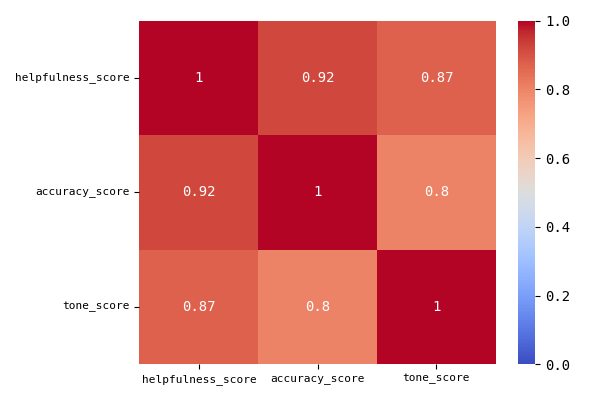 1.0
helpfulness_score 1 0.92 0.87
0.8
0.6
accuracy_score 0.92 1 0.8
0.4
0.2
tone_score 0.87 0.8 1
0.0
helpfulness_score accuracy_score tone_score